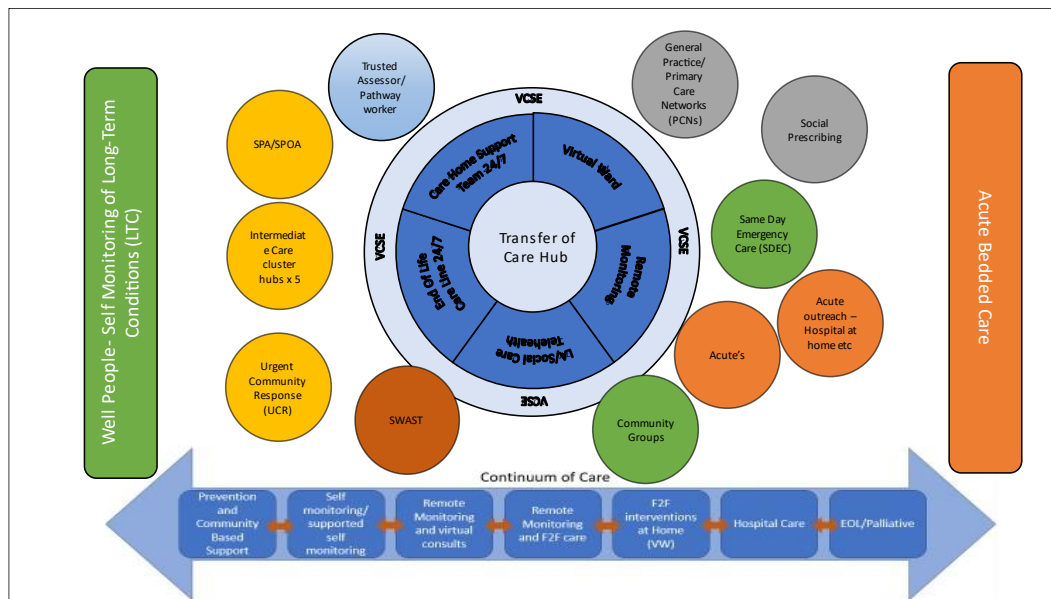 Well People- Self Monitoring of Long-Term
Conditions (LTC)
Trusted
Assessor/
Pathway
worker
SPA/SPOA
Intermediat
e Care
cluster
hubs x 5
Urgent
Community
Response
(UCR)
SWAST
VCSE
VCSE
VCSE
VCSE
Care Home Support
Team 24/7
Virtual Ward
Remote
Monitoring
LA/Social Care
Telehealth
End Of Life
Care Line 24/7
Transfer of
Care Hub
General
Practice/
Primary
Care
Networks
(PCNs)
Social
Prescribing
Same Day
Emergency
Care (SDEC)
Acute
outreach –
Hospital at
home etc
Acute's
Community
Groups
Acute Bedded Care
Continuum of Care
Prevention
and
Community
Based
Support
Self
monitoring/
supported
self
monitoring
Remote
Monitoring
and virtual
consults
Remote
Monitoring
and F2F care
F2F
interventions
at Home
(VW)
Hospital Care
EOL/Palliative